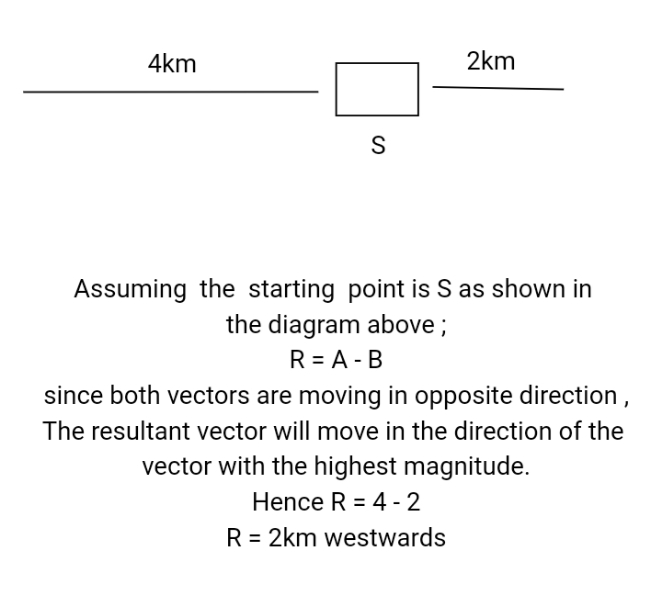 4km
2km
S
Assuming the starting point is S as shown in
the diagram above ;
R = A - B
since both vectors are moving in opposite direction ,
The resultant vector will move in the direction of the
vector with the highest magnitude.
Hence R = 4 - 2
R = 2km westwards